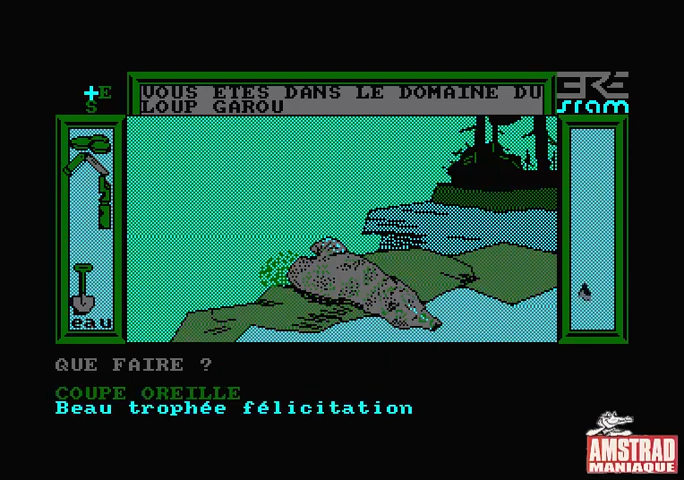 +E
S
VOUS ETES DANS LE DOMAINE DU
LOUP GAROU
ERE
sram
eau
QUE FAIRE ?
COUPE OREILLE
Beau trophée félicitation
AMSTRAD
MANIAQUE